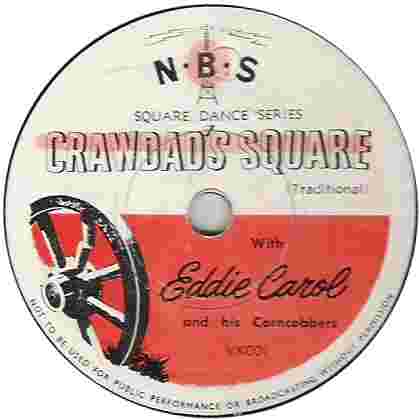 N·B·S
SQUARE DANCE SERIES
CRAWDAD'S SQUARE
(Traditional)
With
Eddie Carol
and his Corncobbers
NOT TO BE USED FOR PUBLIC PERFORMANCE OR BROADCASTING WITHOUT PERMISSION